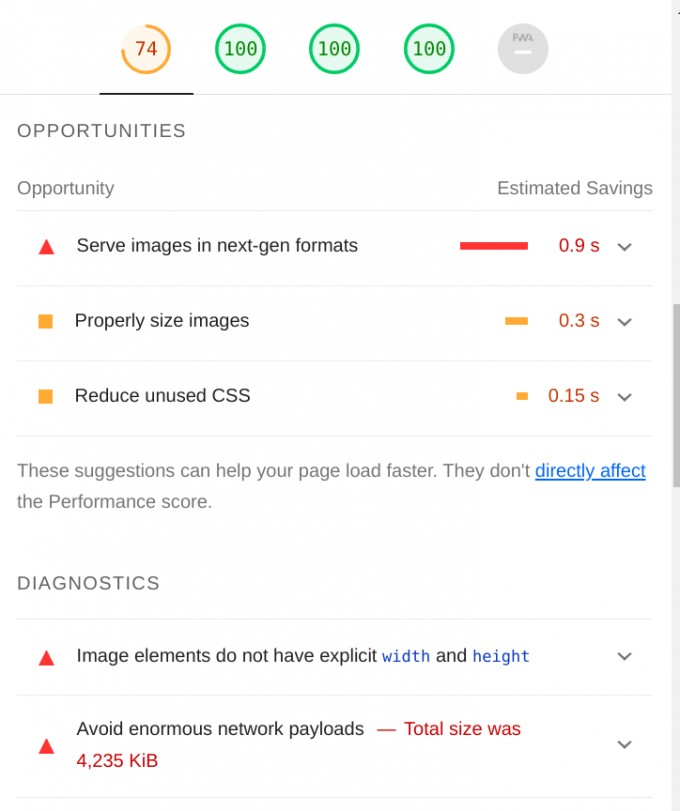 74 100 100 100 PWA
OPPORTUNITIES
Opportunity Estimated Savings
Serve images in next-gen formats 0.9 s
Properly size images 0.3 s
Reduce unused CSS 0.15 s
These suggestions can help your page load faster. They don't directly affect
the Performance score.
DIAGNOSTICS
Image elements do not have explicit width and height
Avoid enormous network payloads — Total size was
4,235 KiB